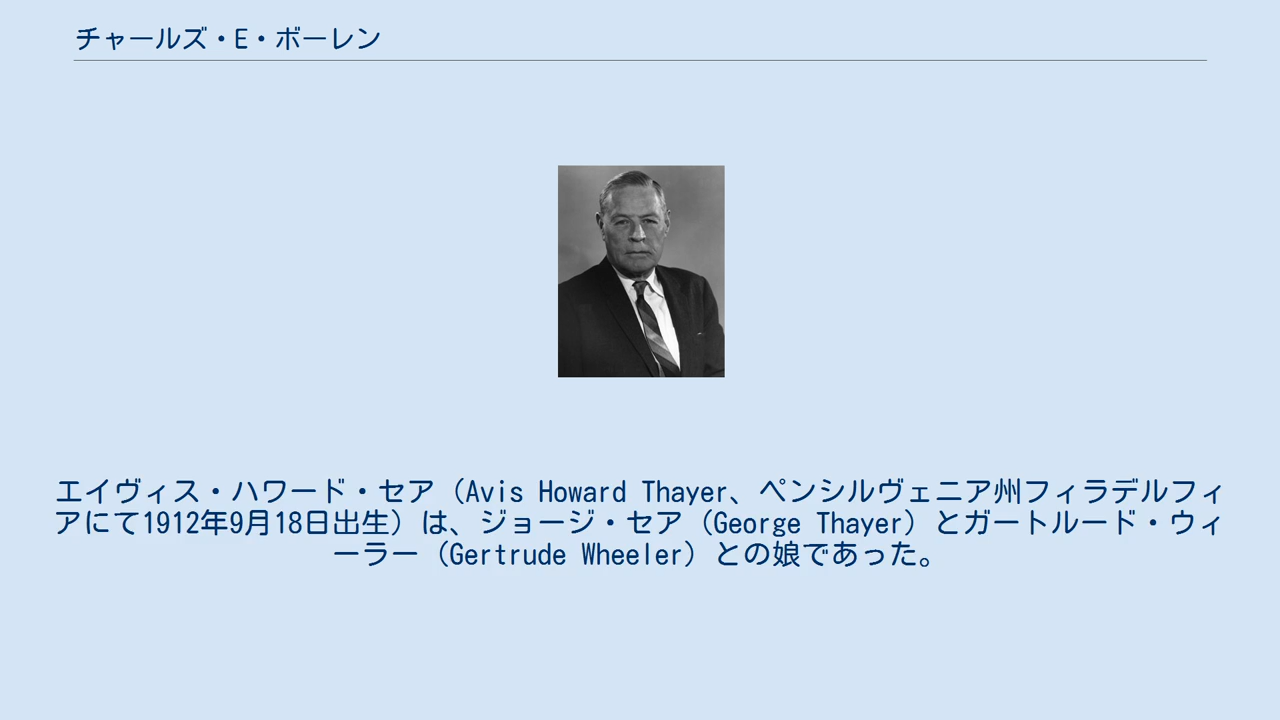 チャールズ・E・ボーレン
エイヴィス・ハワード・セア（Avis Howard Thayer、ペンシルヴェニア州フィラデルフィ
アにて1912年9月18日出生）は、ジョージ・セア（George Thayer）とガートルード・ウィ
ーラー（Gertrude Wheeler）との娘であった。